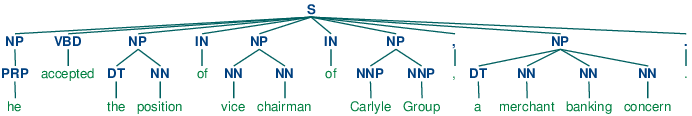 S
NP VBD NP IN NP IN NP , NP .
PRP accepted DT NN of NN NN of NNP NNP , DT NN NN NN .
he the position vice chairman Carlyle Group a merchant banking concern